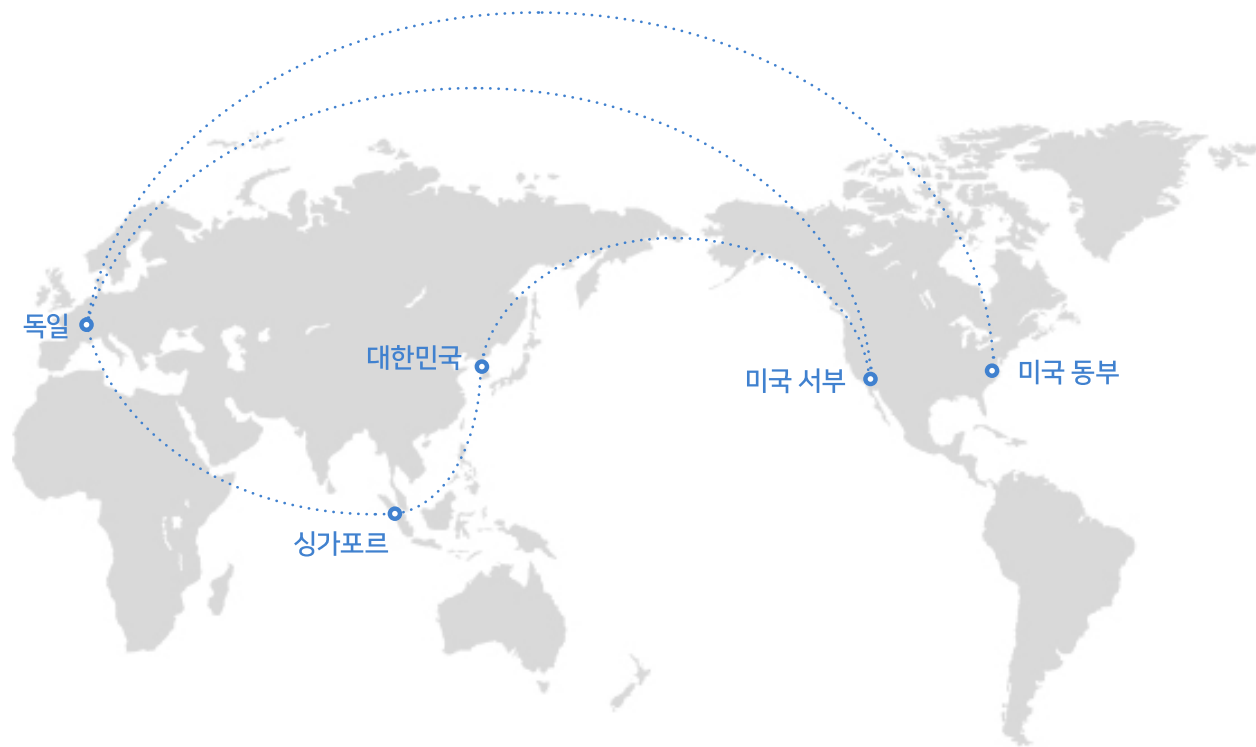 독일
대한민국
미국 서부
미국 동부
싱가포르